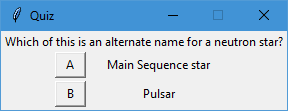 Quiz
Which of this is an alternate name for a neutron star?
A Main Sequence star
B Pulsar